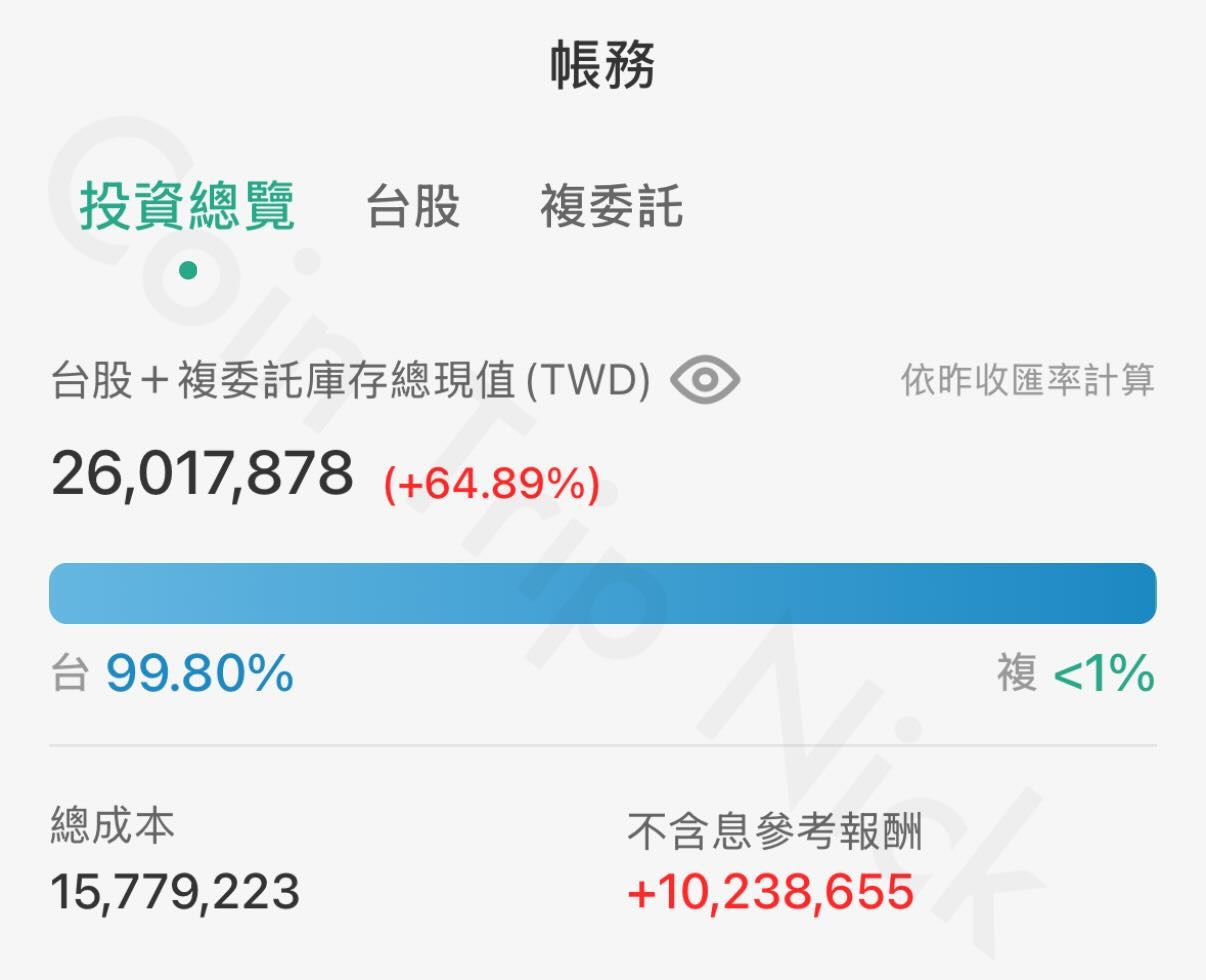 帳務
投資總覽 台股 複委託
台股＋複委託庫存總現值 (TWD) 依昨收匯率計算
26,017,878 (+64.89%)
台 99.80% 複 <1%
總成本 不含息參考報酬
15,779,223 +10,238,655
Coin Trip Nick